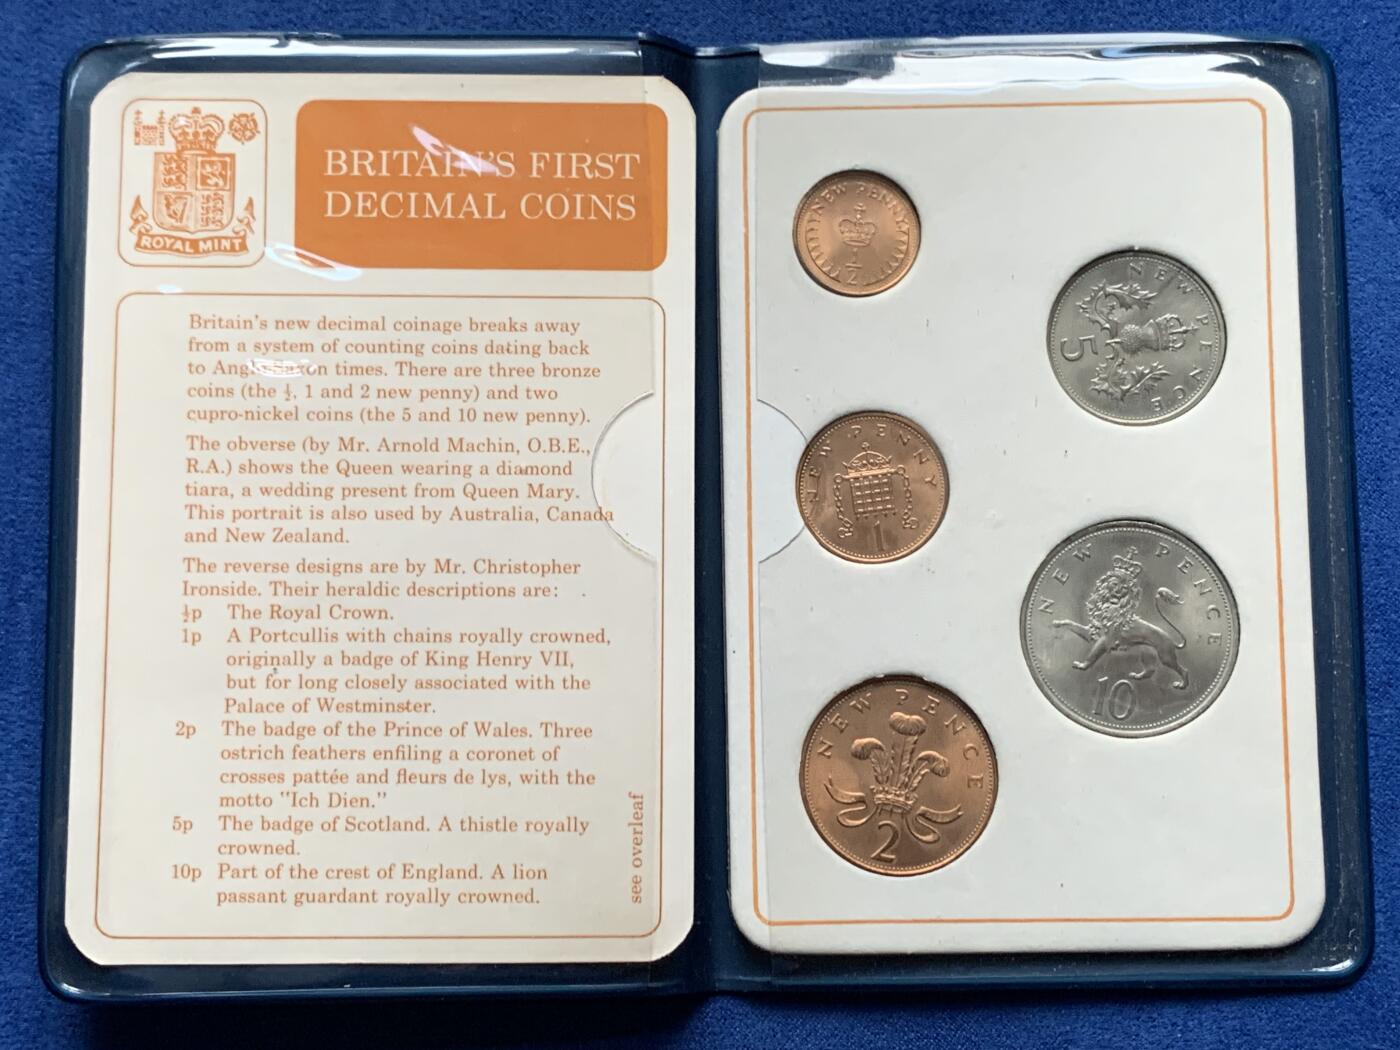 ROYAL MINT
BRITAIN'S FIRST
DECIMAL COINS
Britain's new decimal coinage breaks away
from a system of counting coins dating back
to Anglo-Saxon times. There are three bronze
coins (the ½, 1 and 2 new penny) and two
cupro-nickel coins (the 5 and 10 new penny).
The obverse (by Mr. Arnold Machin, O.B.E.,
R.A.) shows the Queen wearing a diamond
tiara, a wedding present from Queen Mary.
This portrait is also used by Australia, Canada
and New Zealand.
The reverse designs are by Mr. Christopher
Ironside. Their heraldic descriptions are:
½p The Royal Crown.
1p A Portcullis with chains royally crowned,
originally a badge of King Henry VII,
but for long closely associated with the
Palace of Westminster.
2p The badge of the Prince of Wales. Three
ostrich feathers enfiling a coronet of
crosses pattée and fleurs de lys, with the
motto "Ich Dien."
5p The badge of Scotland. A thistle royally
crowned.
10p Part of the crest of England. A lion
passant guardant royally crowned.
see overleaf
NEW PENNY
½
NEW PENCE
5
NEW PENNY
1
NEW PENCE
10
NEW PENCE
2